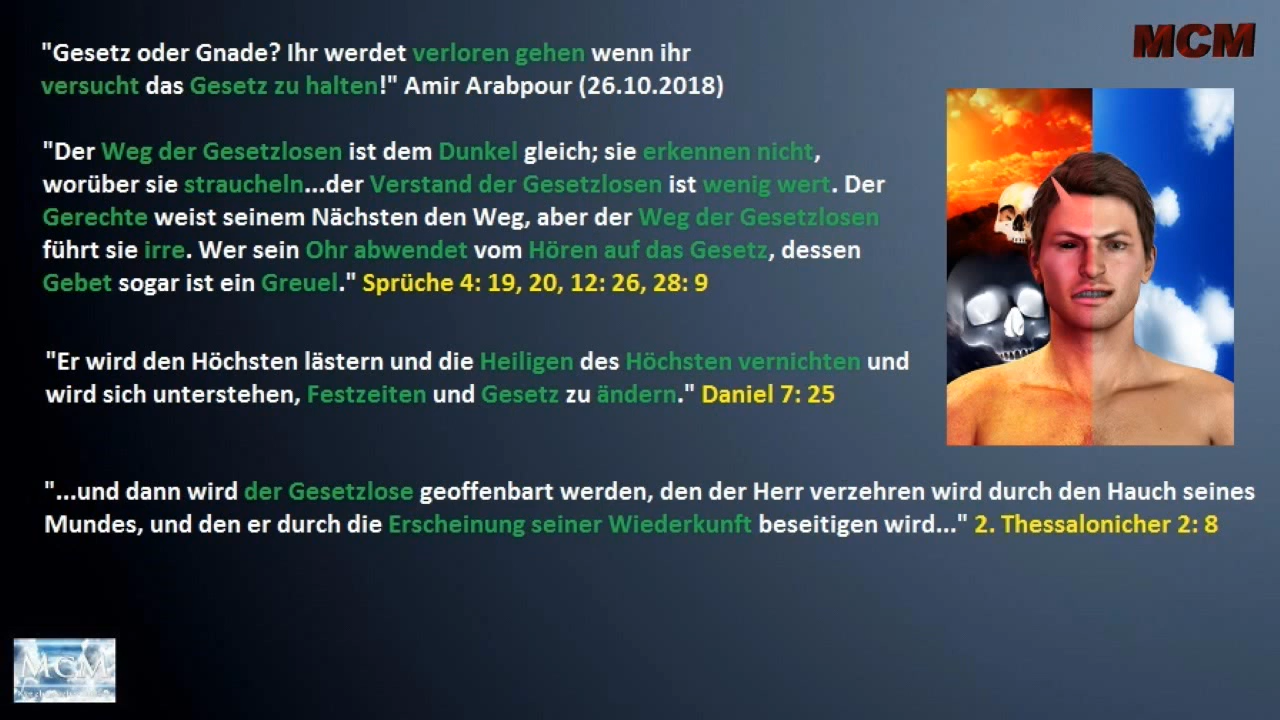 MCM
"Gesetz oder Gnade? Ihr werdet verloren gehen wenn ihr
versucht das Gesetz zu halten!" Amir Arabpour (26.10.2018)
"Der Weg der Gesetzlosen ist dem Dunkel gleich; sie erkennen nicht,
worüber sie straucheln...der Verstand der Gesetzlosen ist wenig wert. Der
Gerechte weist seinem Nächsten den Weg, aber der Weg der Gesetzlosen
führt sie irre. Wer sein Ohr abwendet vom Hören auf das Gesetz, dessen
Gebet sogar ist ein Greuel." Sprüche 4: 19, 20, 12: 26, 28: 9
"Er wird den Höchsten lästern und die Heiligen des Höchsten vernichten und
wird sich unterstehen, Festzeiten und Gesetz zu ändern." Daniel 7: 25
"...und dann wird der Gesetzlose geoffenbart werden, den der Herr verzehren wird durch den Hauch seines
Mundes, und den er durch die Erscheinung seiner Wiederkunft beseitigen wird..." 2. Thessalonicher 2: 8
MCM